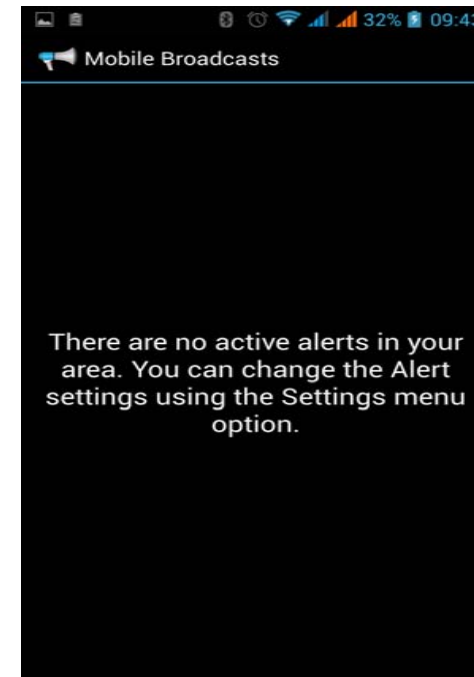 32% 09:43
Mobile Broadcasts
There are no active alerts in your
area. You can change the Alert
settings using the Settings menu
option.